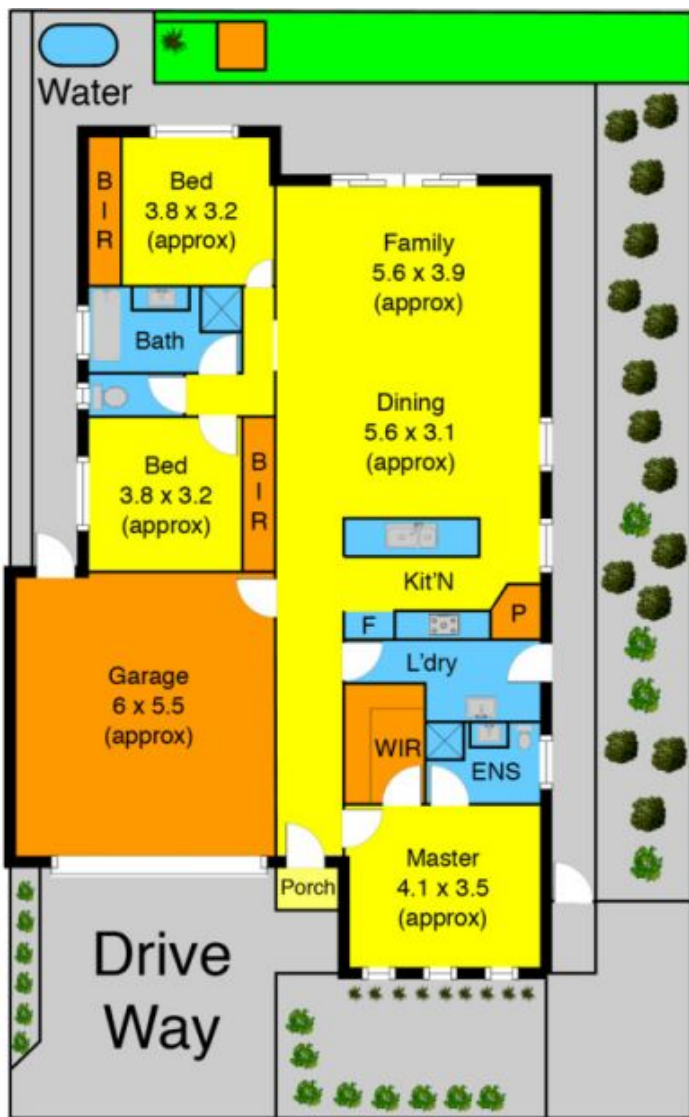 Water
B
I
R
Bed
3.8 x 3.2
(approx)
Family
5.6 x 3.9
(approx)
Bath
Dining
5.6 x 3.1
(approx)
Bed
3.8 x 3.2
(approx)
B
I
R
Kit'N
F
P
L'dry
Garage
6 x 5.5
(approx)
WIR
ENS
Master
4.1 x 3.5
(approx)
Porch
Drive
Way